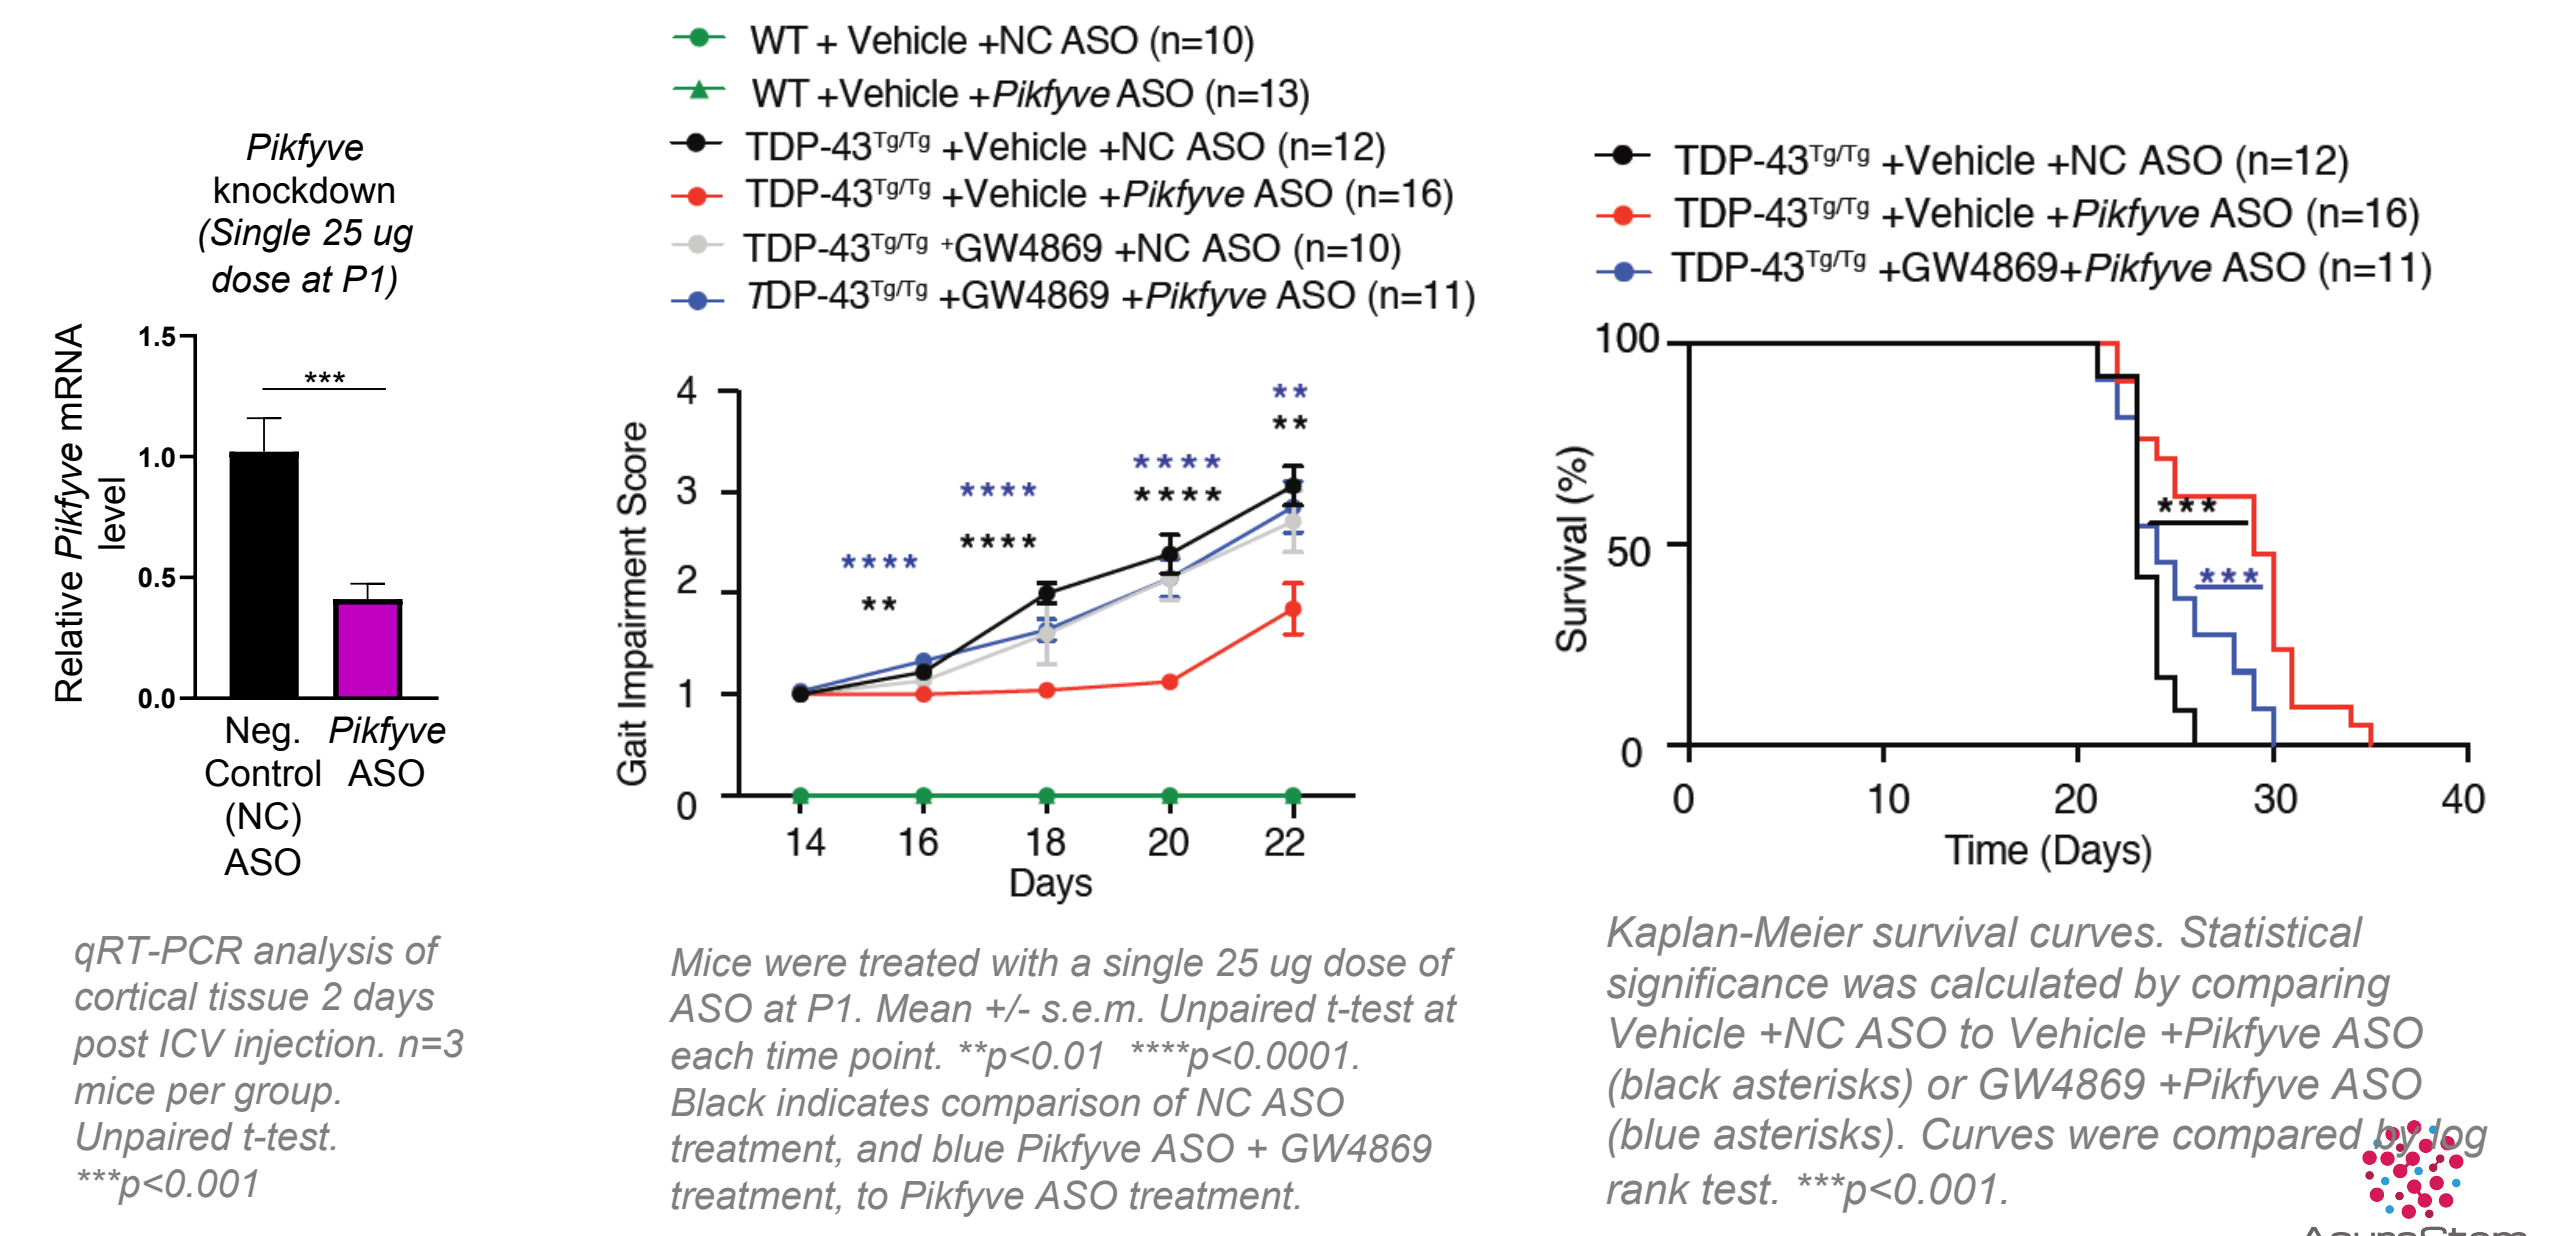 Pikfyve
knockdown
(Single 25 ug
dose at P1)
Relative Pikfyve mRNA
level
1.5
1.0
0.5
0.0
***
Neg.
Control
(NC)
ASO
Pikfyve
ASO
qRT-PCR analysis of
cortical tissue 2 days
post ICV injection. n=3
mice per group.
Unpaired t-test.
***p<0.001
WT + Vehicle +NC ASO (n=10)
WT +Vehicle +Pikfyve ASO (n=13)
TDP-43Tg/Tg +Vehicle +NC ASO (n=12)
TDP-43Tg/Tg +Vehicle +Pikfyve ASO (n=16)
TDP-43Tg/Tg +GW4869 +NC ASO (n=10)
TDP-43Tg/Tg +GW4869 +Pikfyve ASO (n=11)
Gait Impairment Score
4
3
2
1
0
****
**
****
****
****
****
**
**
14 16 18 20 22
Days
Mice were treated with a single 25 ug dose of
ASO at P1. Mean +/- s.e.m. Unpaired t-test at
each time point. **p<0.01 ****p<0.0001.
Black indicates comparison of NC ASO
treatment, and blue Pikfyve ASO + GW4869
treatment, to Pikfyve ASO treatment.
TDP-43Tg/Tg +Vehicle +NC ASO (n=12)
TDP-43Tg/Tg +Vehicle +Pikfyve ASO (n=16)
TDP-43Tg/Tg +GW4869+Pikfyve ASO (n=11)
Survival (%)
100
50
0
***
***
0 10 20 30 40
Time (Days)
Kaplan-Meier survival curves. Statistical
significance was calculated by comparing
Vehicle +NC ASO to Vehicle +Pikfyve ASO
(black asterisks) or GW4869 +Pikfyve ASO
(blue asterisks). Curves were compared by log
rank test. ***p<0.001.